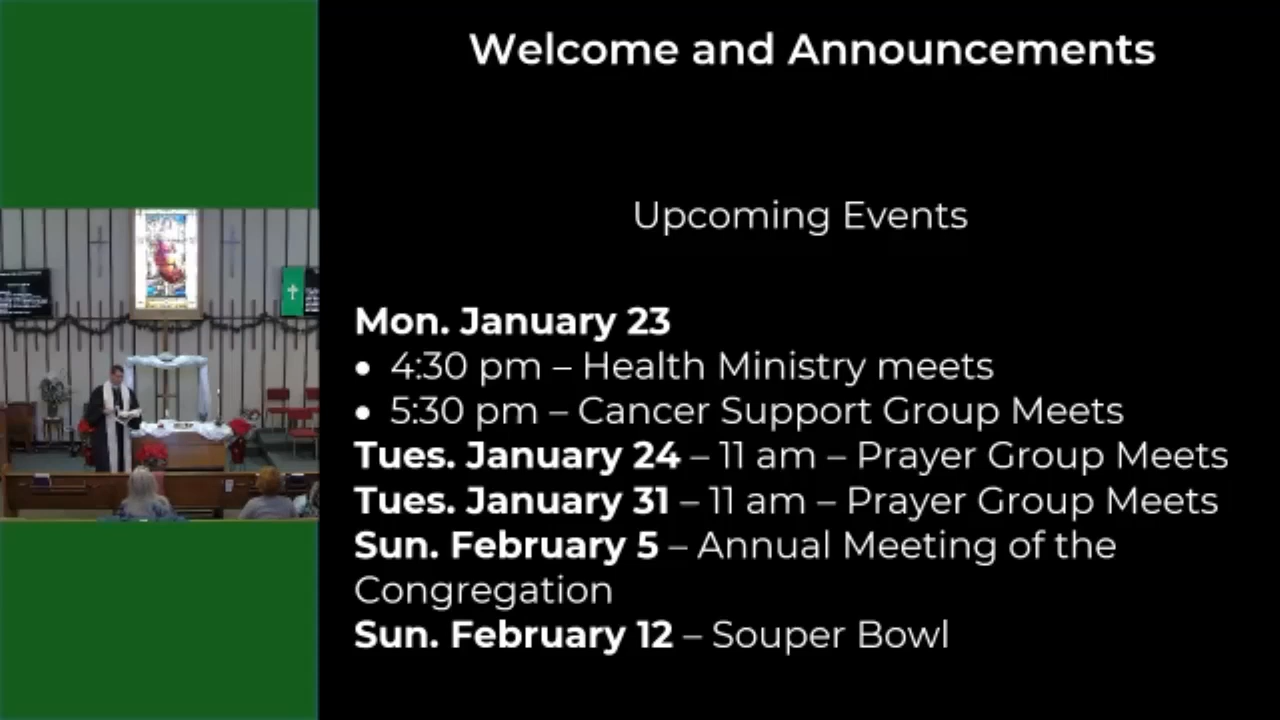 Welcome and Announcements
Upcoming Events
Mon. January 23
• 4:30 pm – Health Ministry meets
• 5:30 pm – Cancer Support Group Meets
Tues. January 24 – 11 am – Prayer Group Meets
Tues. January 31 – 11 am – Prayer Group Meets
Sun. February 5 – Annual Meeting of the
Congregation
Sun. February 12 – Souper Bowl